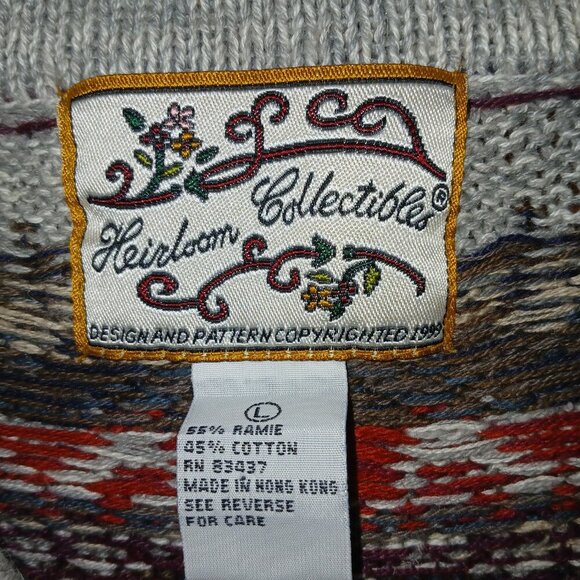 Heirloom Collectibles®
DESIGN AND PATTERN COPYRIGHTED 1999
L
55% RAMIE
45% COTTON
RN 83437
MADE IN HONG KONG
SEE REVERSE
FOR CARE